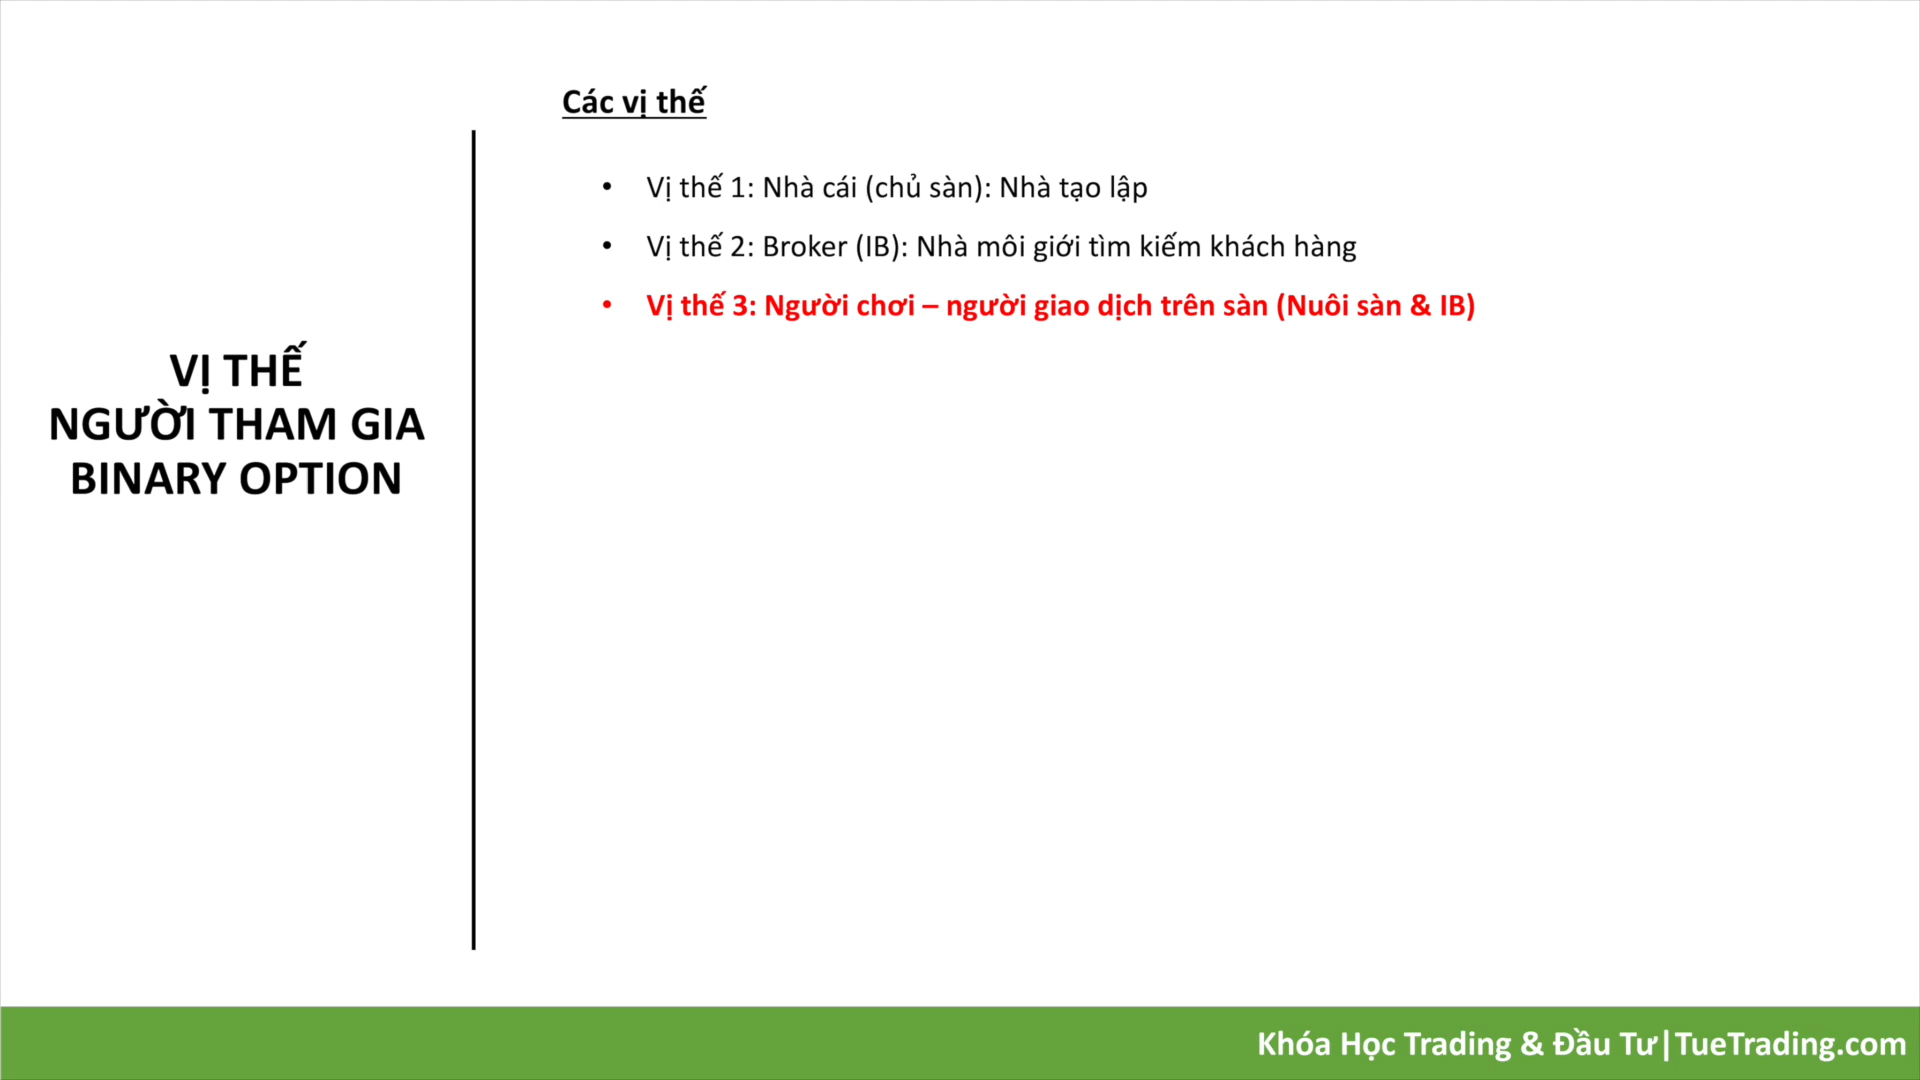 VỊ THẾ
NGƯỜI THAM GIA
BINARY OPTION
Các vị thế
• Vị thế 1: Nhà cái (chủ sàn): Nhà tạo lập
• Vị thế 2: Broker (IB): Nhà môi giới tìm kiếm khách hàng
• Vị thế 3: Người chơi – người giao dịch trên sàn (Nuôi sàn & IB)
Khóa Học Trading & Đầu Tư|TueTrading.com